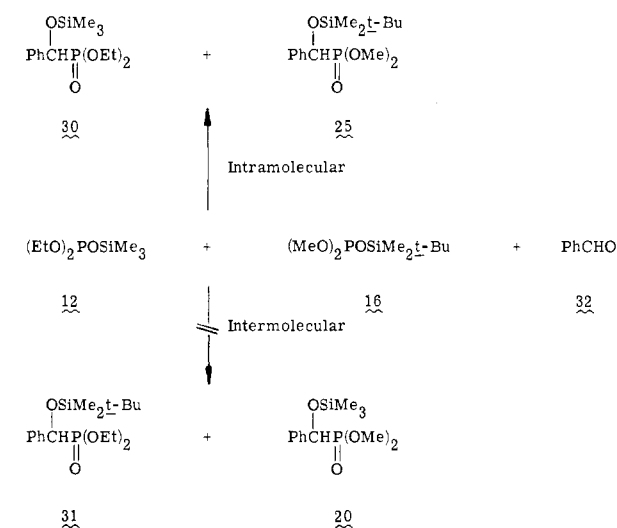 OSiMe3 OSiMe2t-Bu
PhCHP(OEt)2 + PhCHP(OMe)2
O O
30 25
Intramolecular
(EtO)2POSiMe3 + (MeO)2POSiMe2t-Bu + PhCHO
12 16 32
Intermolecular
OSiMe2t-Bu OSiMe3
PhCHP(OEt)2 + PhCHP(OMe)2
O O
31 20